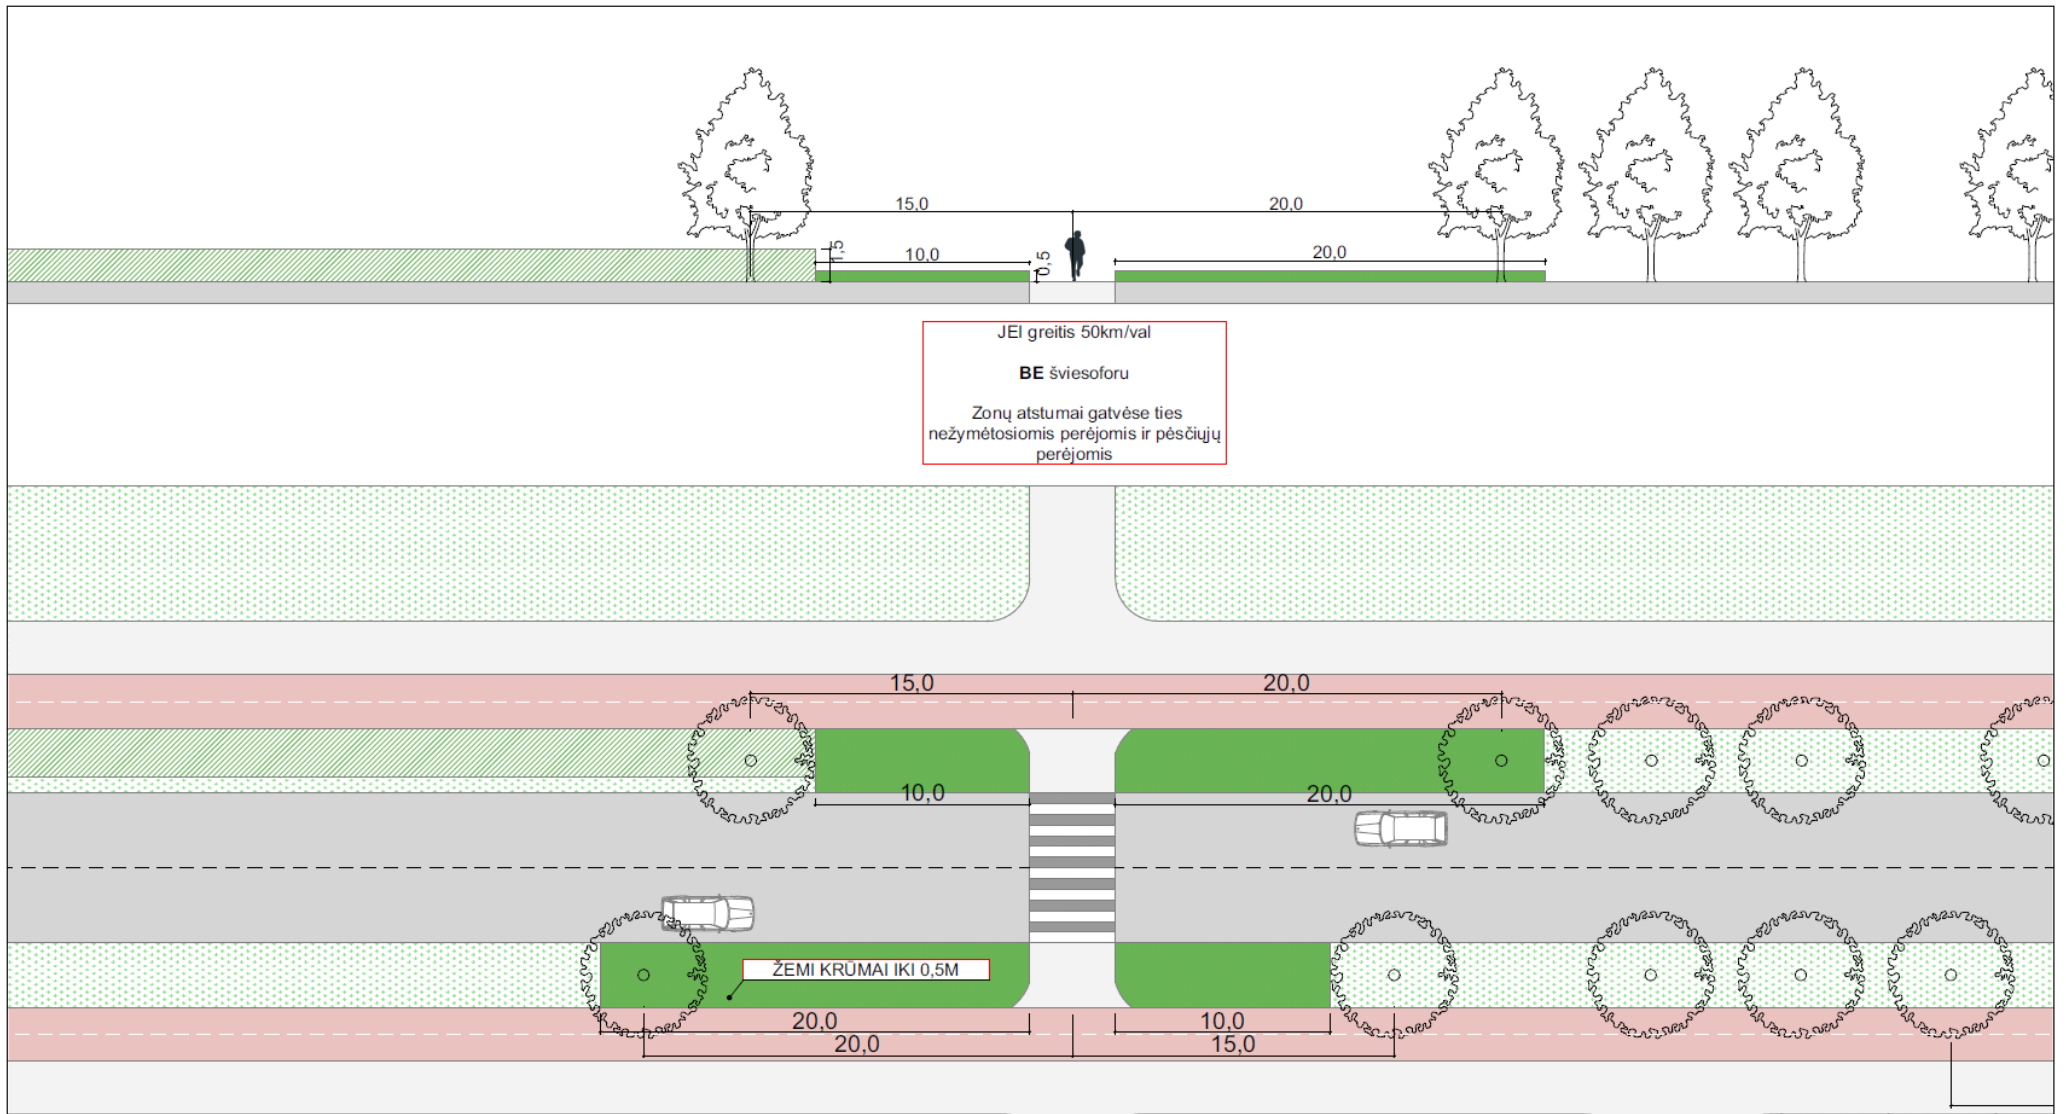 15,0
20,0
1,5
10,0
0,5
20,0
JEI greitis 50km/val
BE šviesoforu
Zonų atstumai gatvėse ties
nežymėtosiomis perėjomis ir pėsčiųjų
perėjomis
15,0
20,0
10,0
20,0
ŽEMI KRŪMAI IKI 0,5M
20,0
10,0
20,0
15,0